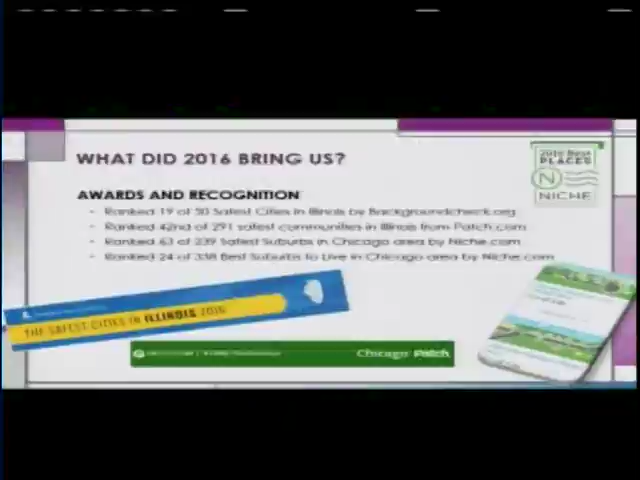 WHAT DID 2016 BRING US?
2016 Best
PLACES
N
NICHE
AWARDS AND RECOGNITION
- Ranked 19 of 50 Safest Cities in Illinois by Backgroundcheck.org
- Ranked 42nd of 291 safest communities in Illinois from Patch.com
- Ranked 63 of 239 Safest Suburbs in Chicago area by Niche.com
- Ranked 24 of 338 Best Suburbs to Live in Chicago area by Niche.com
THE SAFEST CITIES IN ILLINOIS 2016
Chicago Patch